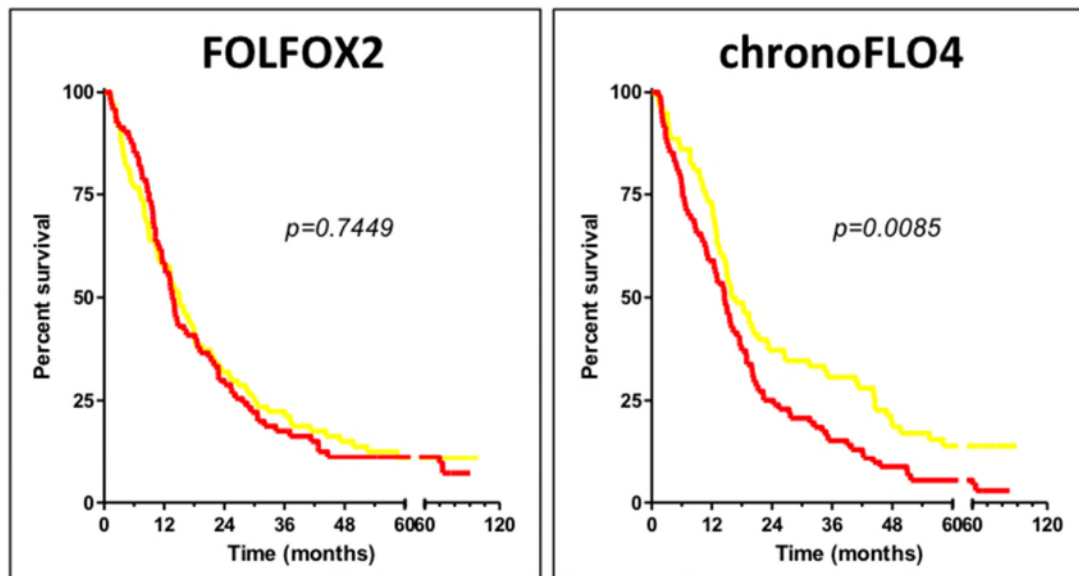 FOLFOX2
100
75
50
25
0
Percent survival
p=0.7449
0 12 24 36 48 60 60 120
Time (months)
chronoFLO4
100
75
50
25
0
Percent survival
p=0.0085
0 12 24 36 48 60 60 120
Time (months)